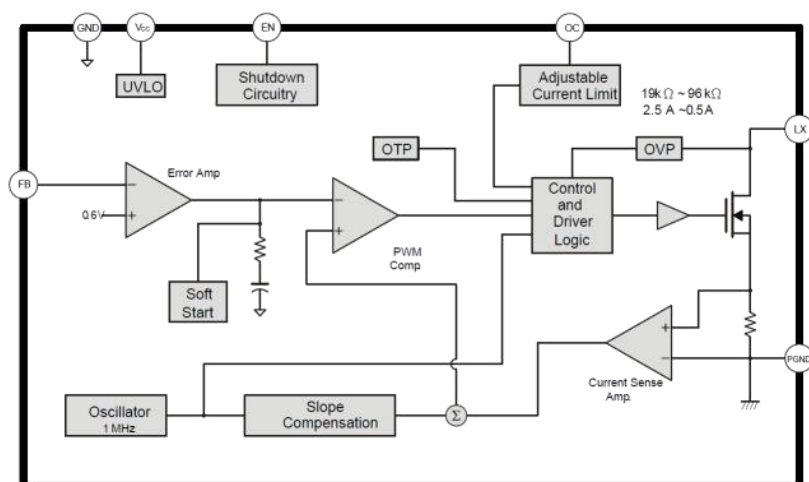 GND
Vcc
EN
OC
UVLO
Shutdown
Circuitry
Adjustable
Current Limit
19kΩ ~ 96kΩ
2.5 A ~0.5A
LX
OTP
OVP
Error Amp
FB
0.6V
Control
and
Driver
Logic
PWM
Comp
Soft
Start
Current Sense
Amp.
PGND
Oscillator
1 MHz
Slope
Compensation
Σ